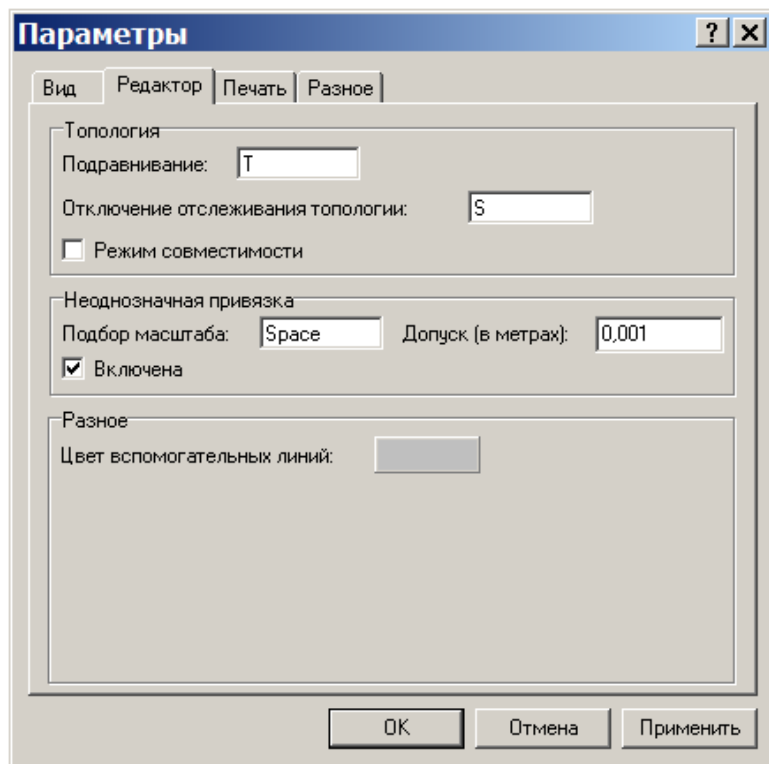 Параметры
Вид Редактор Печать Разное
Топология
Подравнивание: T
Отключение отслеживания топологии: S
Режим совместимости
Неоднозначная привязка
Подбор масштаба: Space Допуск (в метрах): 0,001
Включена
Разное
Цвет вспомогательных линий:
OK Отмена Применить